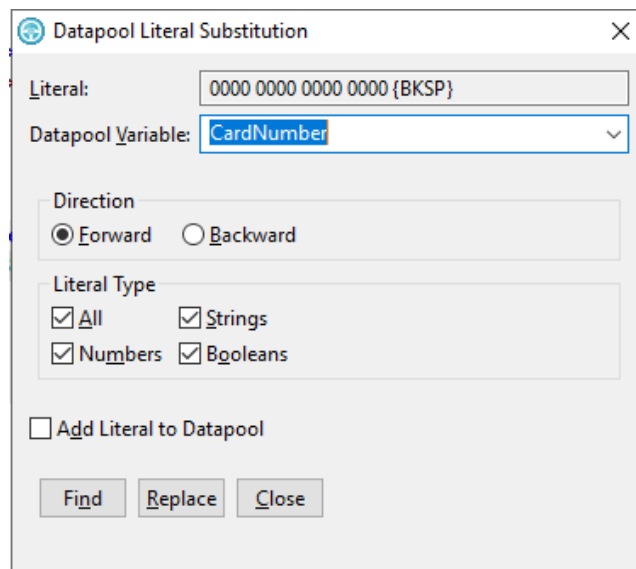 Datapool Literal Substitution
Literal: 0000 0000 0000 0000 {BKSP}
Datapool Variable: CardNumber
Direction
Forward Backward
Literal Type
All Strings
Numbers Booleans
Add Literal to Datapool
Find Replace Close